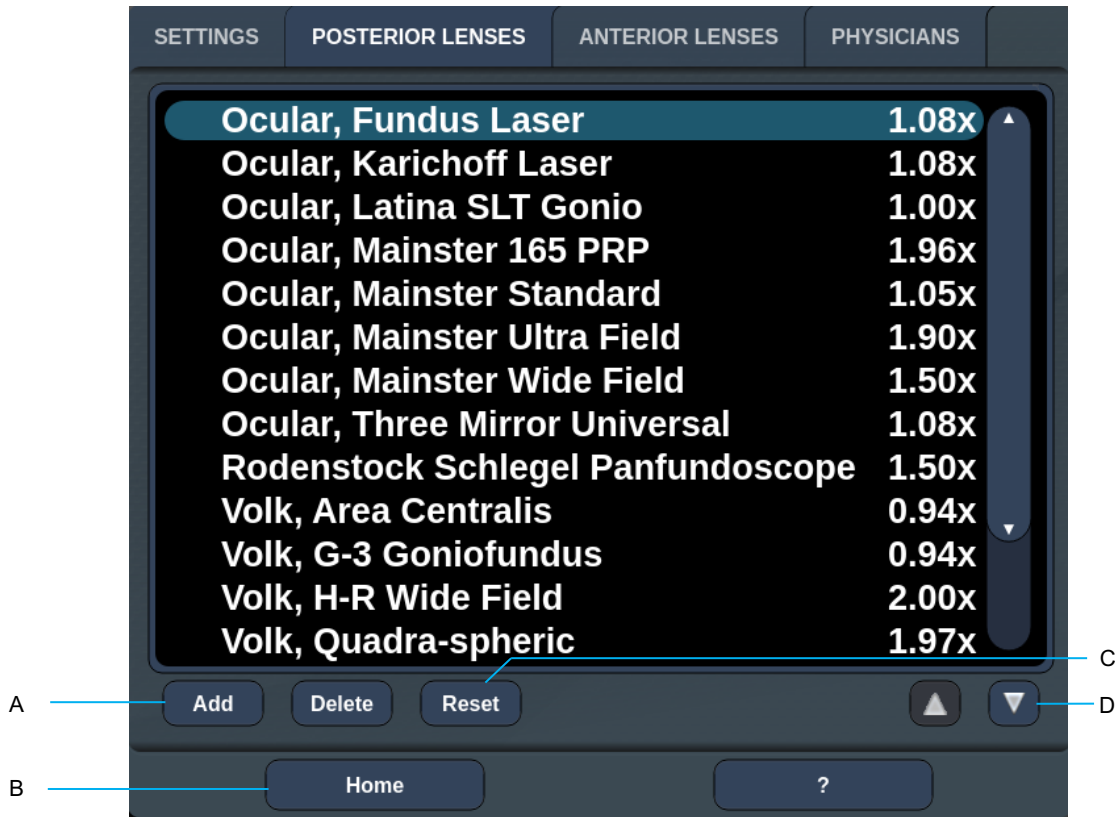 SETTINGS POSTERIOR LENSES ANTERIOR LENSES PHYSICIANS
Ocular, Fundus Laser 1.08x
Ocular, Karichoff Laser 1.08x
Ocular, Latina SLT Gonio 1.00x
Ocular, Mainster 165 PRP 1.96x
Ocular, Mainster Standard 1.05x
Ocular, Mainster Ultra Field 1.90x
Ocular, Mainster Wide Field 1.50x
Ocular, Three Mirror Universal 1.08x
Rodenstock Schlegel Panfundoscope 1.50x
Volk, Area Centralis 0.94x
Volk, G-3 Goniofundus 0.94x
Volk, H-R Wide Field 2.00x
Volk, Quadra-spheric 1.97x
C
A Add Delete Reset D
B Home ?